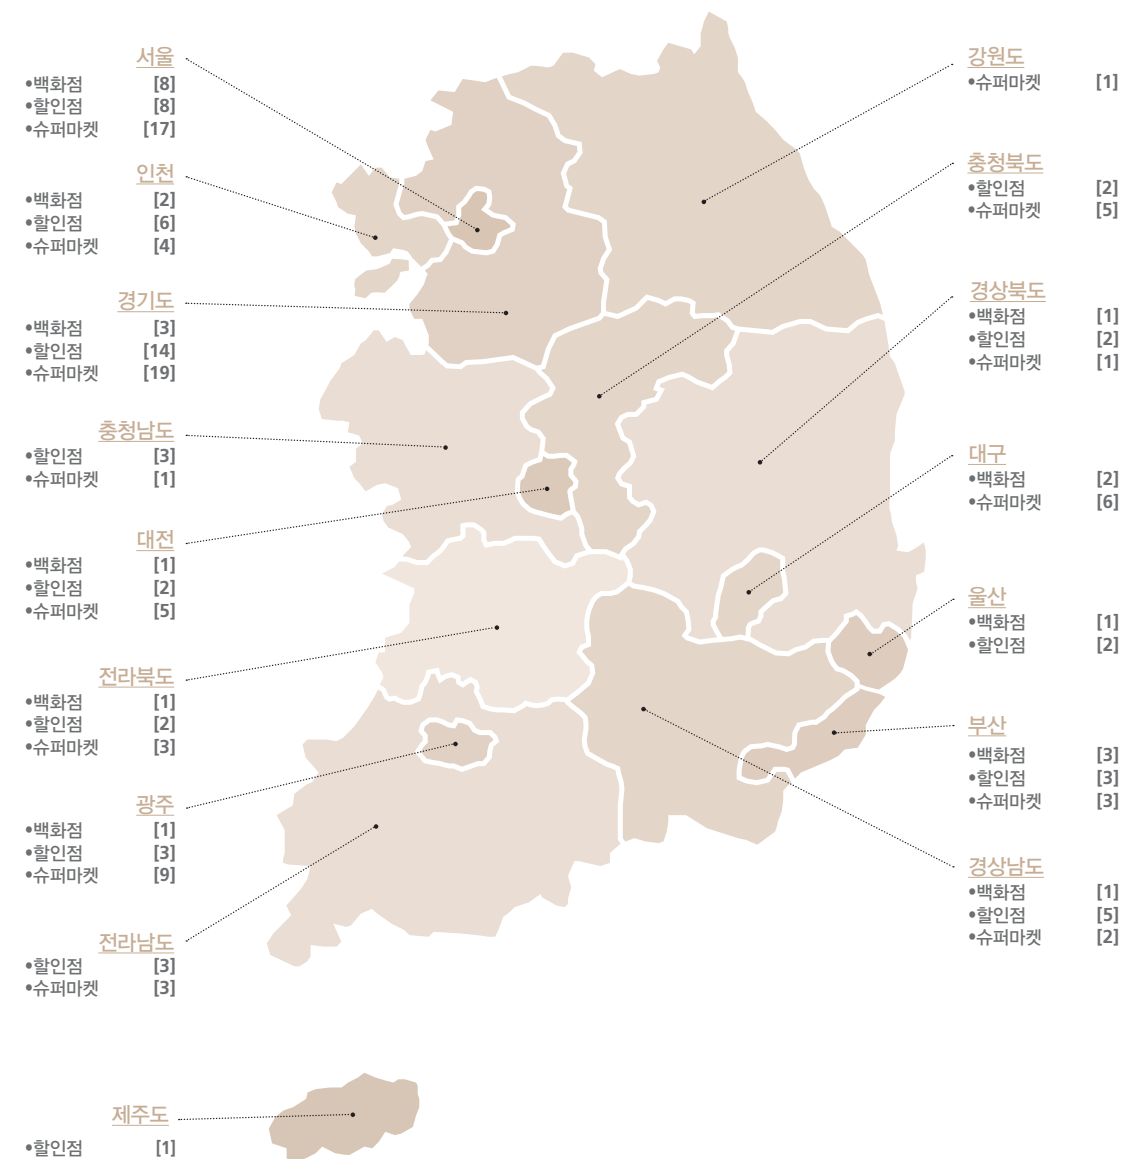 서울
•백화점 [8]
•할인점 [8]
•슈퍼마켓 [17]
인천
•백화점 [2]
•할인점 [6]
•슈퍼마켓 [4]
경기도
•백화점 [3]
•할인점 [14]
•슈퍼마켓 [19]
충청남도
•할인점 [3]
•슈퍼마켓 [1]
대전
•백화점 [1]
•할인점 [2]
•슈퍼마켓 [5]
전라북도
•백화점 [1]
•할인점 [2]
•슈퍼마켓 [3]
광주
•백화점 [1]
•할인점 [3]
•슈퍼마켓 [9]
전라남도
•할인점 [3]
•슈퍼마켓 [3]
제주도
•할인점 [1]
강원도
•슈퍼마켓 [1]
충청북도
•할인점 [2]
•슈퍼마켓 [5]
경상북도
•백화점 [1]
•할인점 [2]
•슈퍼마켓 [1]
대구
•백화점 [2]
•슈퍼마켓 [6]
울산
•백화점 [1]
•할인점 [2]
부산
•백화점 [3]
•할인점 [3]
•슈퍼마켓 [3]
경상남도
•백화점 [1]
•할인점 [5]
•슈퍼마켓 [2]